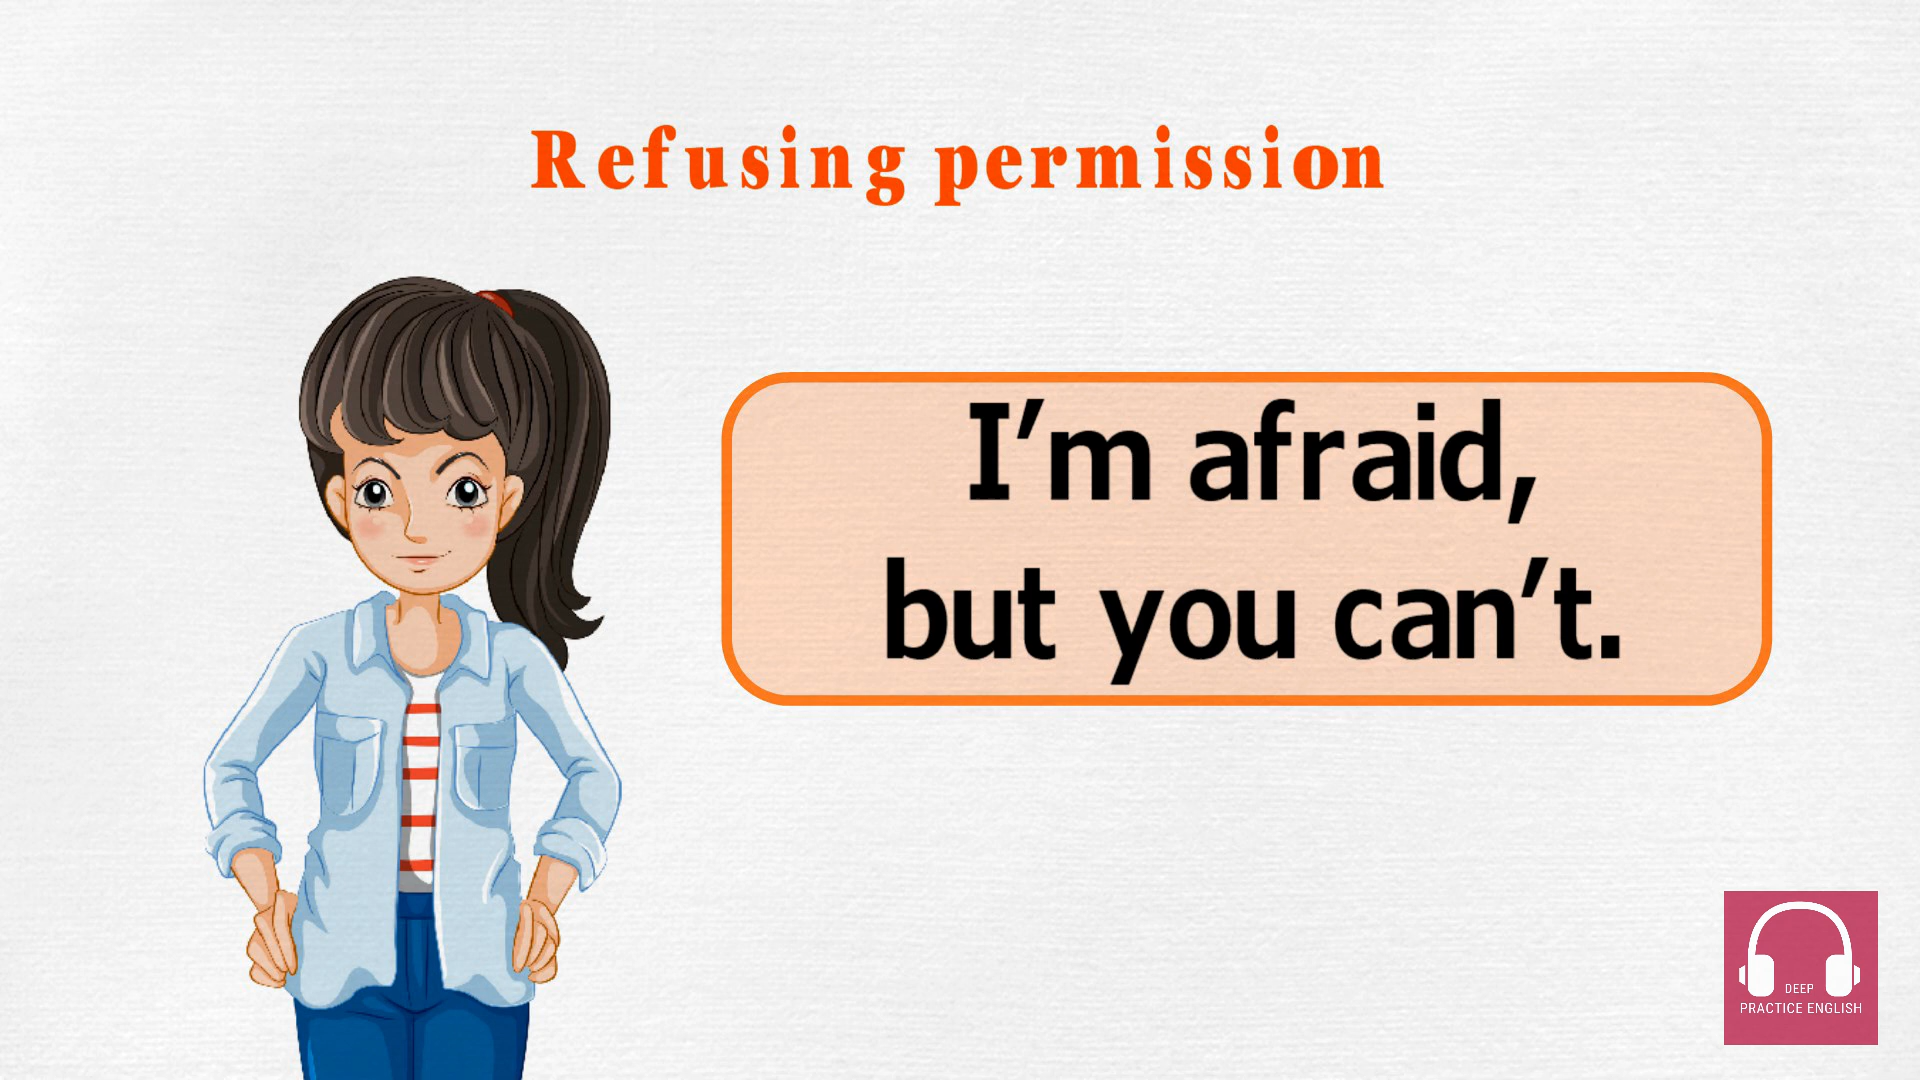 Refusing permission
I’m afraid,
but you can’t.
DEEP
PRACTICE ENGLISH